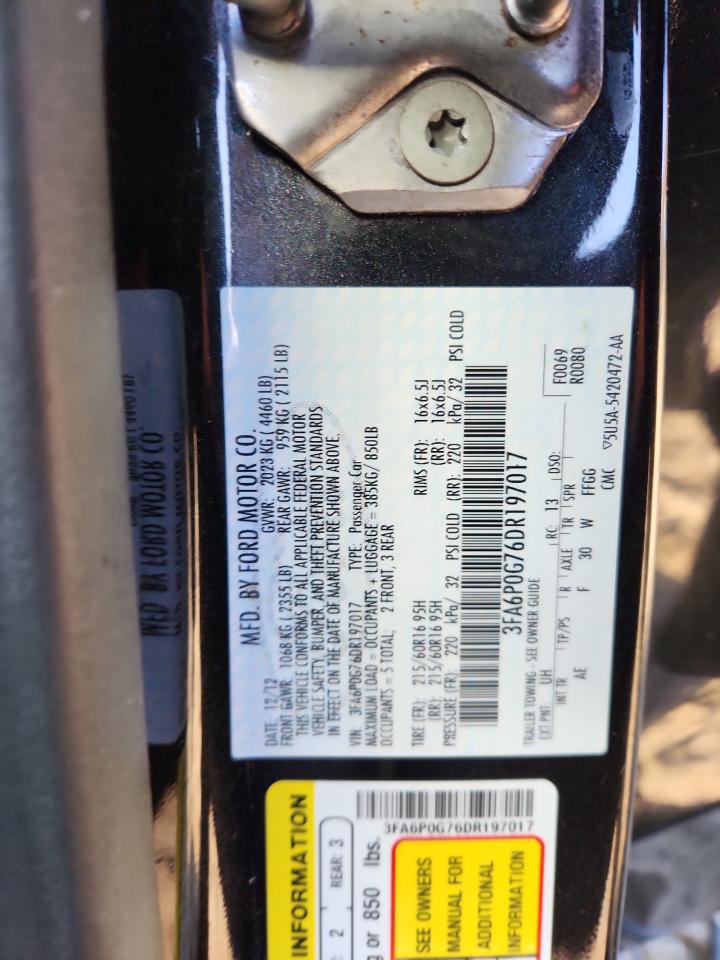 MFD. BY FORD MOTOR CO.
DATE: 12/12 GVWR: 2023 KG ( 4460 LB)
FRONT GAWR: 1068 KG ( 2355 LB) REAR GAWR: 959 KG ( 2115 LB)
THIS VEHICLE CONFORMS TO ALL APPLICABLE FEDERAL MOTOR
VEHICLE SAFETY, BUMPER, AND THEFT PREVENTION STANDARDS
IN EFFECT ON THE DATE OF MANUFACTURE SHOWN ABOVE.
VIN: 3FA6P0G76DR197017 TYPE: Passenger Car
MAXIMUM LOAD = OCCUPANTS + LUGGAGE = 385KG/ 850LB
OCCUPANTS = 5 TOTAL, 2 FRONT, 3 REAR
TIRE (FR): 215/60R16 95H RIMS (FR): 16x6.5J
(RR): 215/60R16 95H (RR): 16x6.5J
PRESSURE (FR): 220 kPa/ 32 PSI COLD (RR): 220 kPa/ 32 PSI COLD
3FA6P0G76DR197017
TRAILER TOWING - SEE OWNER GUIDE
EXT PNT: UH RC: 13 DSO: F0069
R0080
INT TR TP/PS R AXLE TR SPR
AE F 30 W FFGG
CMC ▽5U5A-5420472-AA
INFORMATION
2 REAR: 3
g or 850 lbs.
3FA6P0G76DR197017
SEE OWNERS
MANUAL FOR
ADDITIONAL
INFORMATION